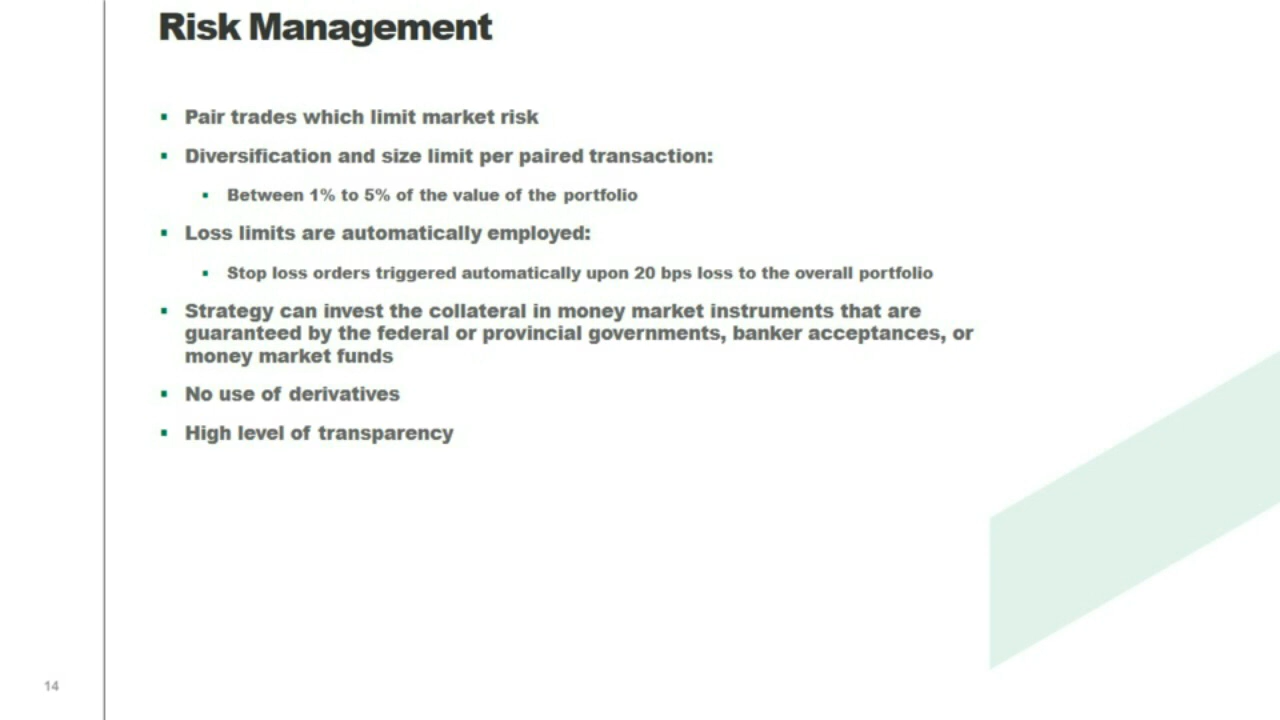 Risk Management
▪ Pair trades which limit market risk
▪ Diversification and size limit per paired transaction:
▪ Between 1% to 5% of the value of the portfolio
▪ Loss limits are automatically employed:
▪ Stop loss orders triggered automatically upon 20 bps loss to the overall portfolio
▪ Strategy can invest the collateral in money market instruments that are
guaranteed by the federal or provincial governments, banker acceptances, or
money market funds
▪ No use of derivatives
▪ High level of transparency
14